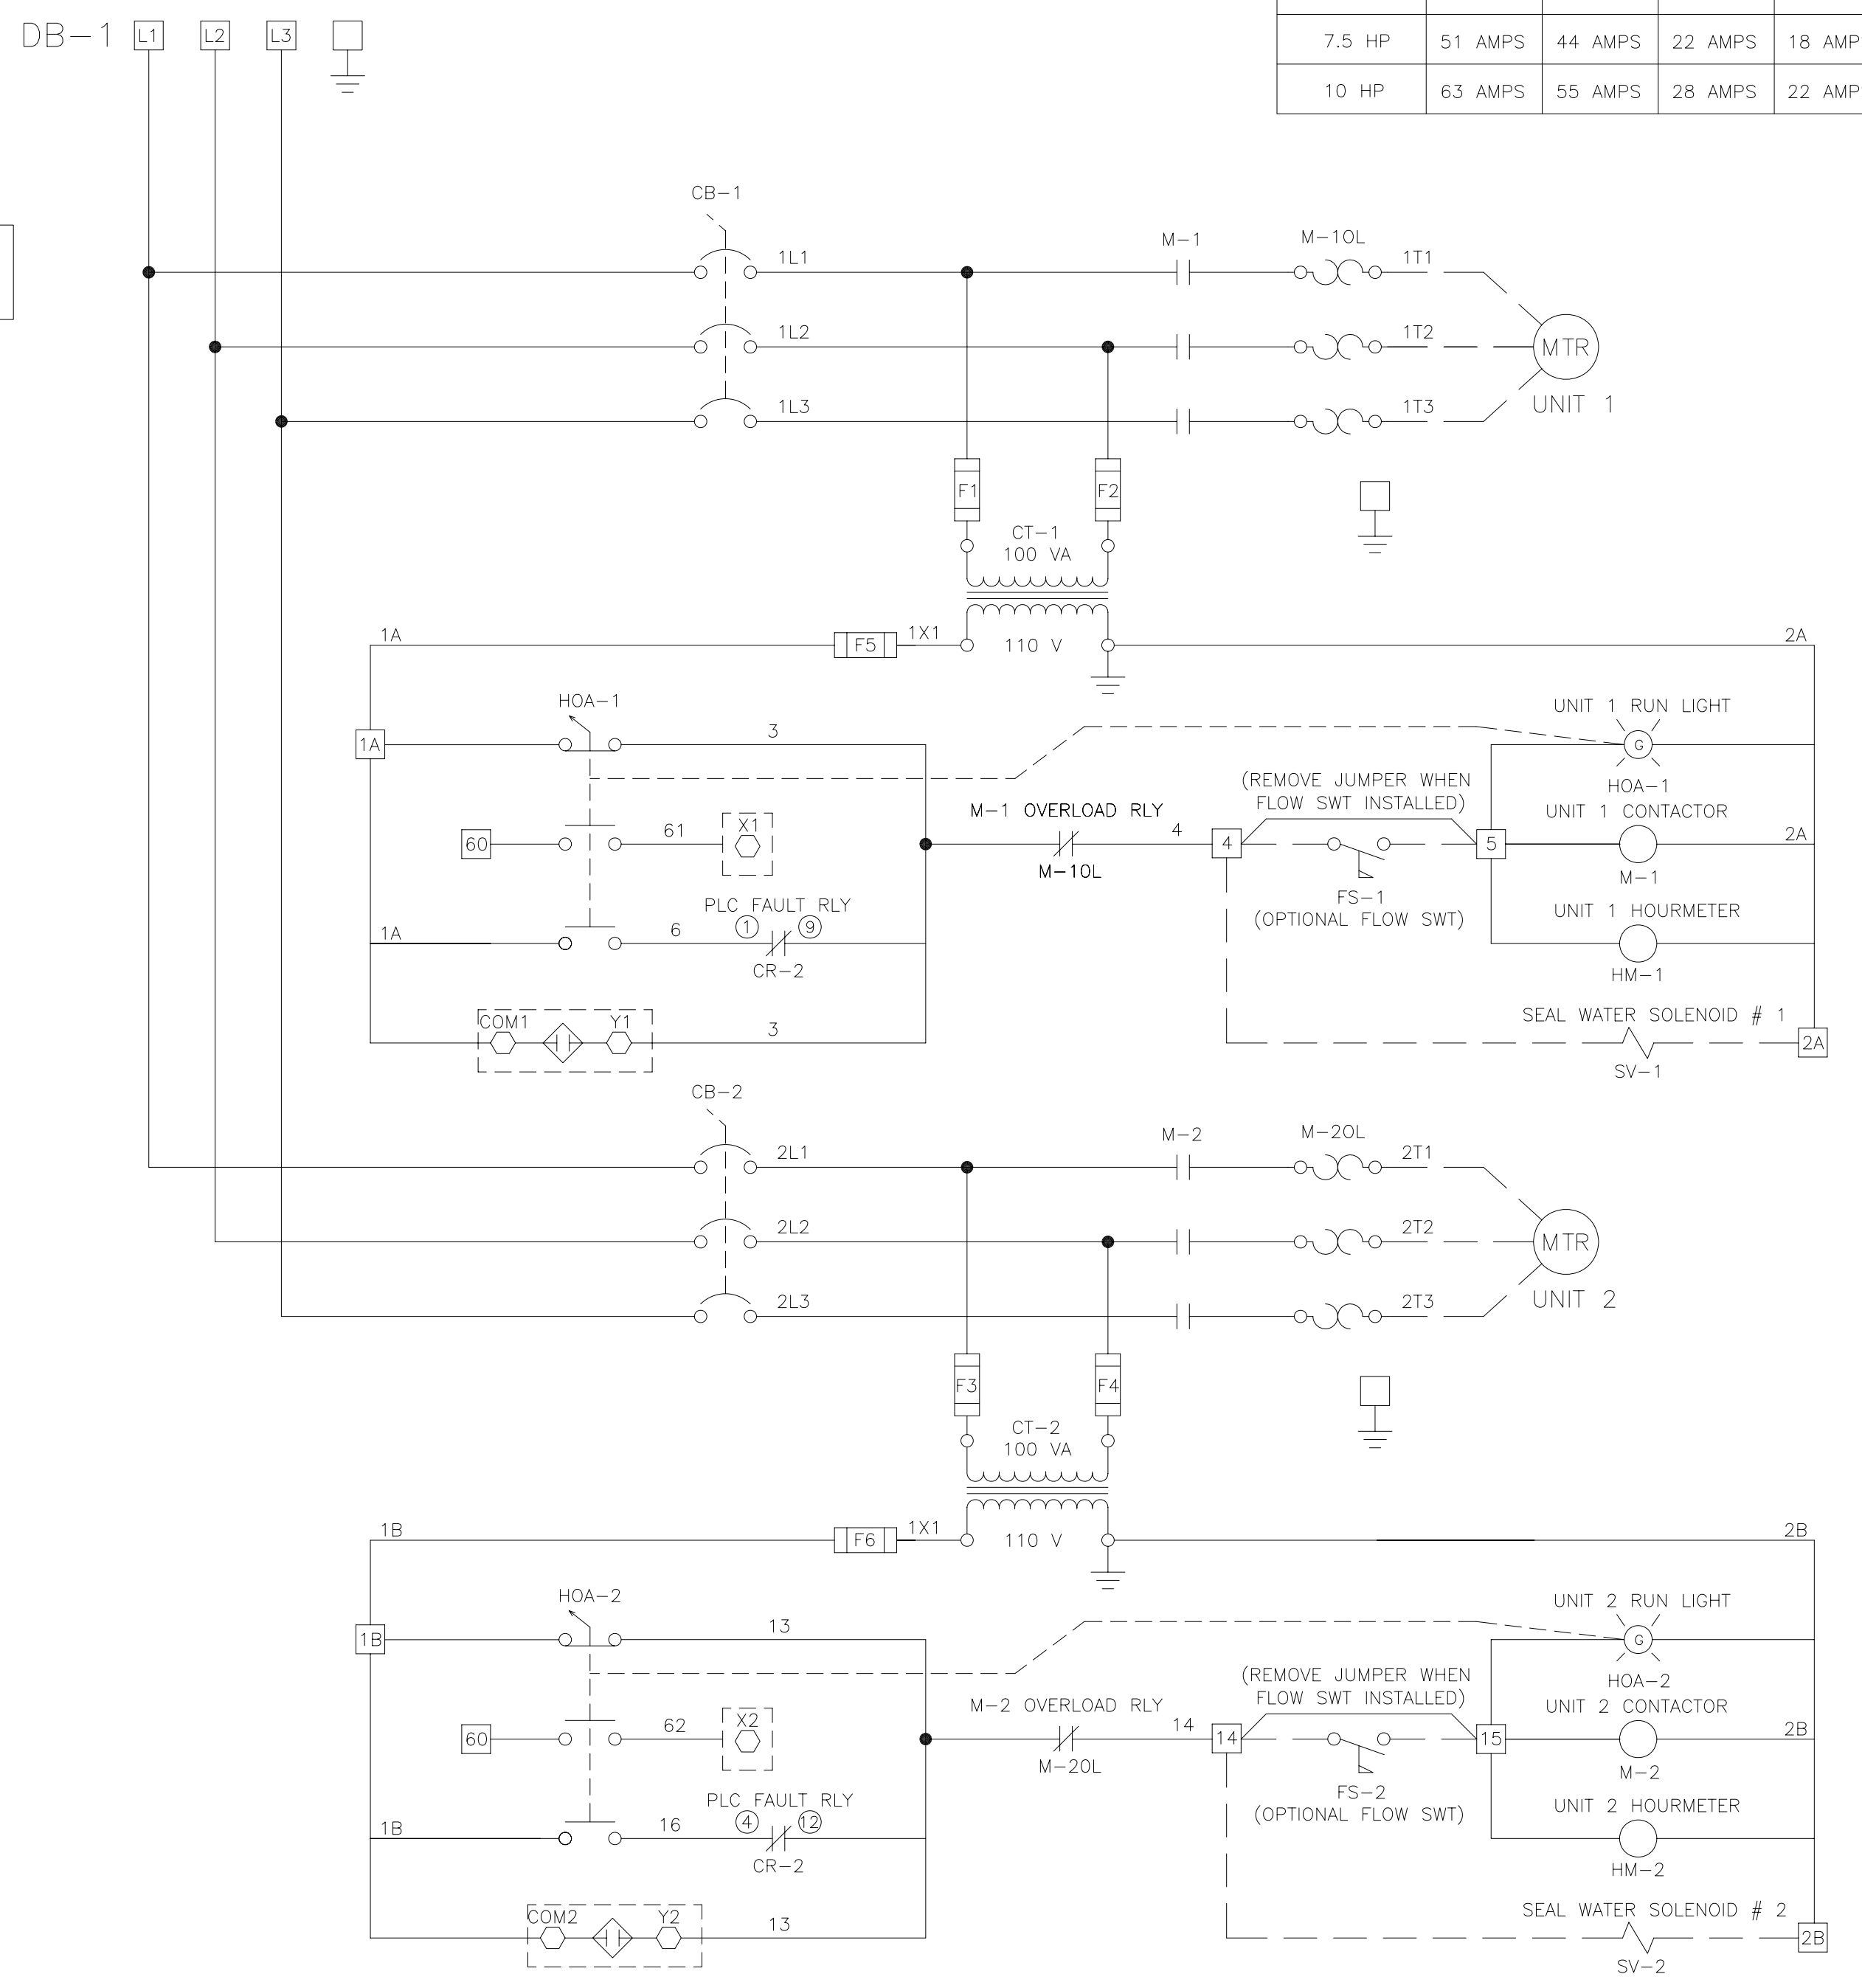 7.5 HP 51 AMPS 44 AMPS 22 AMPS 18 AMP
10 HP 63 AMPS 55 AMPS 28 AMPS 22 AMP
DB-1 L1 L2 L3
CB-1
1L1 M-1 M-1OL 1T1
1L2 1T2 MTR
1L3 1T3 UNIT 1
F1 F2
CT-1
100 VA
1A F5 1X1 110 V 2A
HOA-1 3 UNIT 1 RUN LIGHT
1A G
HOA-1
(REMOVE JUMPER WHEN
FLOW SWT INSTALLED)
UNIT 1 CONTACTOR
60 61 X1 M-1 OVERLOAD RLY 4 4 5 2A
M-1OL M-1
FS-1
(OPTIONAL FLOW SWT)
PLC FAULT RLY
1A 6 1 9
CR-2
UNIT 1 HOURMETER
HM-1
COM1 Y1 3
SEAL WATER SOLENOID # 1
2A
SV-1
CB-2
2L1 M-2 M-2OL 2T1
2L2 2T2 MTR
2L3 2T3 UNIT 2
F3 F4
CT-2
100 VA
1B F6 1X1 110 V 2B
HOA-2 13 UNIT 2 RUN LIGHT
1B G
HOA-2
(REMOVE JUMPER WHEN
FLOW SWT INSTALLED)
UNIT 2 CONTACTOR
60 62 X2 M-2 OVERLOAD RLY 14 14 15 2B
M-2OL M-2
FS-2
(OPTIONAL FLOW SWT)
PLC FAULT RLY
1B 16 4 12
CR-2
UNIT 2 HOURMETER
HM-2
COM2 Y2 13
SEAL WATER SOLENOID # 2
2B
SV-2